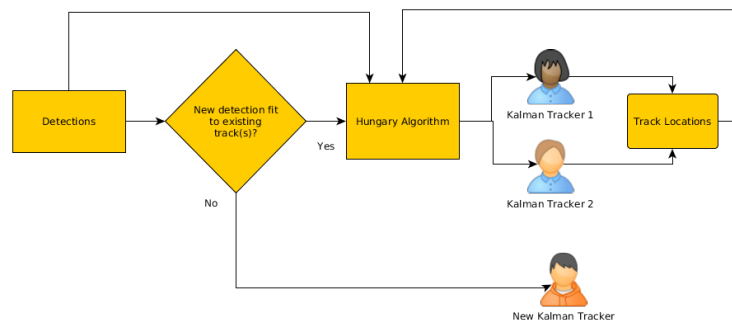 Detections
New detection fit
to existing
track(s)?
Yes
No
Hungary Algorithm
Kalman Tracker 1
Kalman Tracker 2
Track Locations
New Kalman Tracker